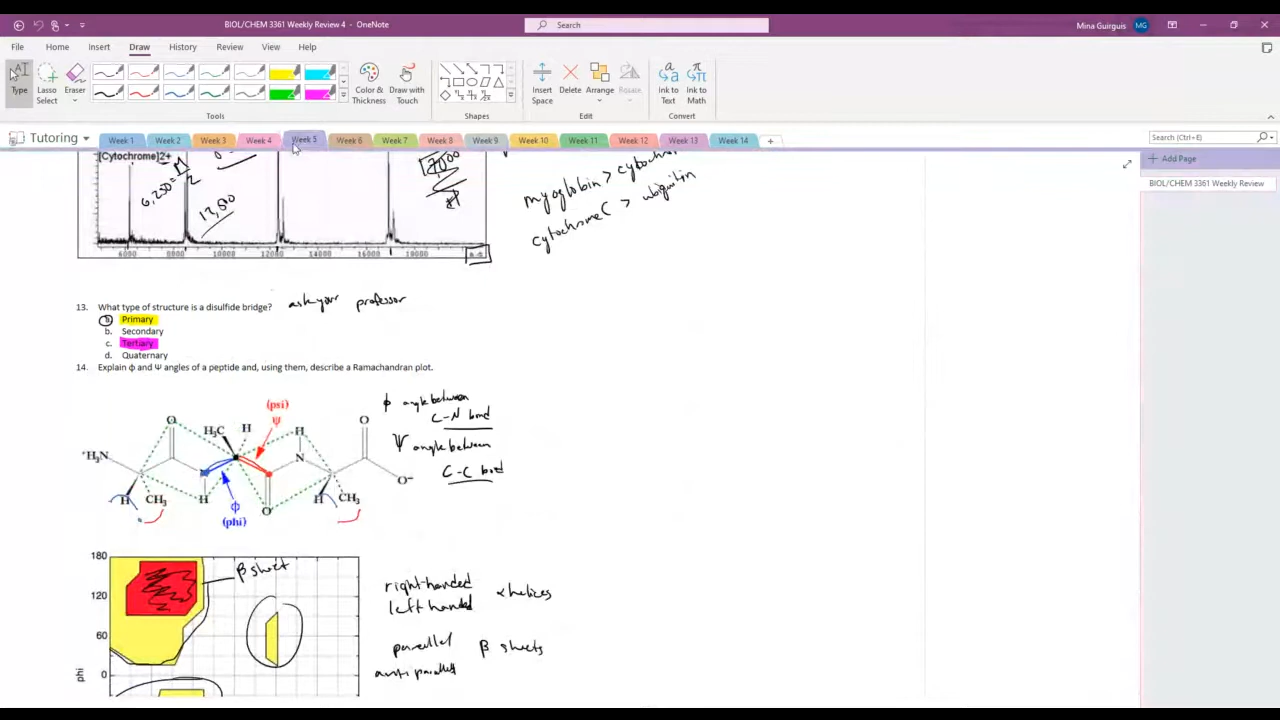 BIOL/CHEM 3361 Weekly Review 4 - OneNote
Search
Mina Guirguis
MG
File Home Insert Draw History Review View Help
Type
Lasso Select
Eraser
Color & Thickness
Draw with Touch
Insert Space
Delete
Arrange
Rotate
Ink to Text
Ink to Math
Tools
Shapes
Edit
Convert
Tutoring
Week 1 Week 2 Week 3 Week 4 Week 5 Week 6 Week 7 Week 8 Week 9 Week 10 Week 11 Week 12 Week 13 Week 14 +
Search (Ctrl+E)
Add Page
BIOL/CHEM 3361 Weekly Review
[Cytochrome]2+
6,250
2
myoglobin > cytochro
cytochrome C > ubiquitin
6000 8000 12000 14000 16000 19000
13. What type of structure is a disulfide bridge? ask your professor
Primary
b. Secondary
c. Tertiary
d. Quaternary
14. Explain ϕ and Ψ angles of a peptide and, using them, describe a Ramachandran plot.
(psi)
Ψ
O H₃C H H O
⁺H₃N N O⁻
H CH₃ H O H CH₃
ϕ
(phi)
ϕ angle between
C-N bond
Ψ angle between
C-C bond
180
120
60
0
phi
β sheet
right-handed
left handed
α helices
parallel
β sheets
anti parallel